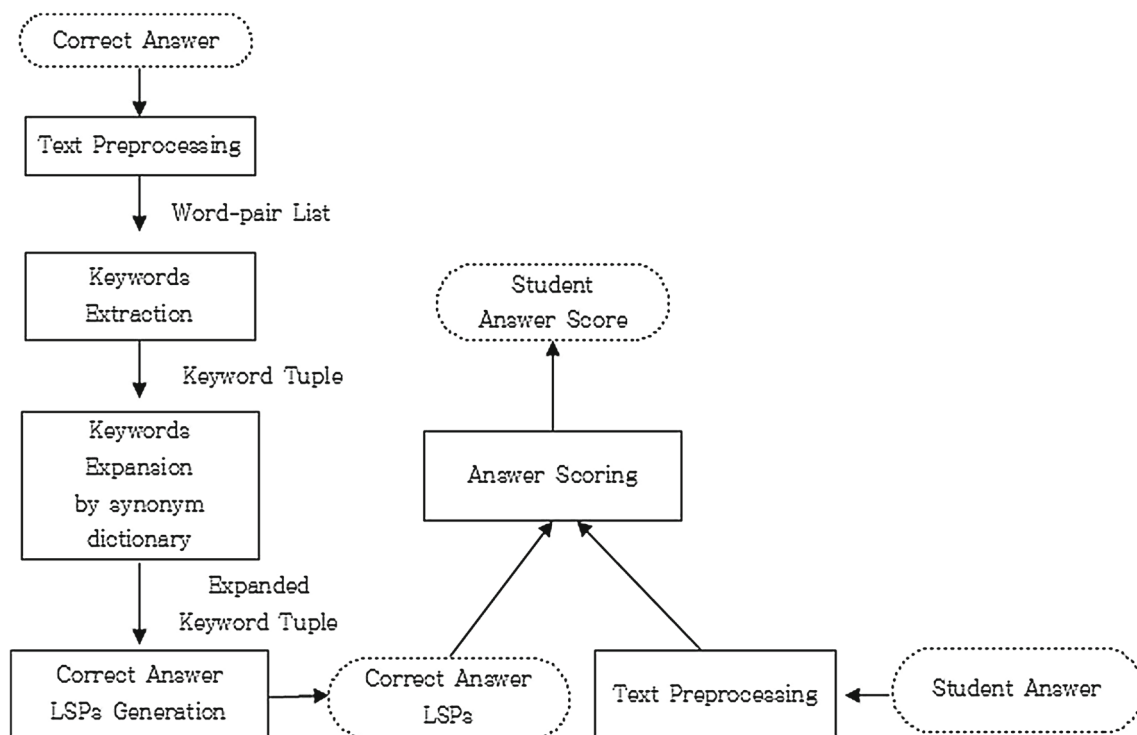 Correct Answer
Text Preprocessing
Word-pair List
Keywords
Extraction
Keyword Tuple
Keywords
Expansion
by synonym
dictionary
Expanded
Keyword Tuple
Correct Answer
LSPs Generation
Correct Answer
LSPs
Student
Answer Score
Answer Scoring
Text Preprocessing
Student Answer